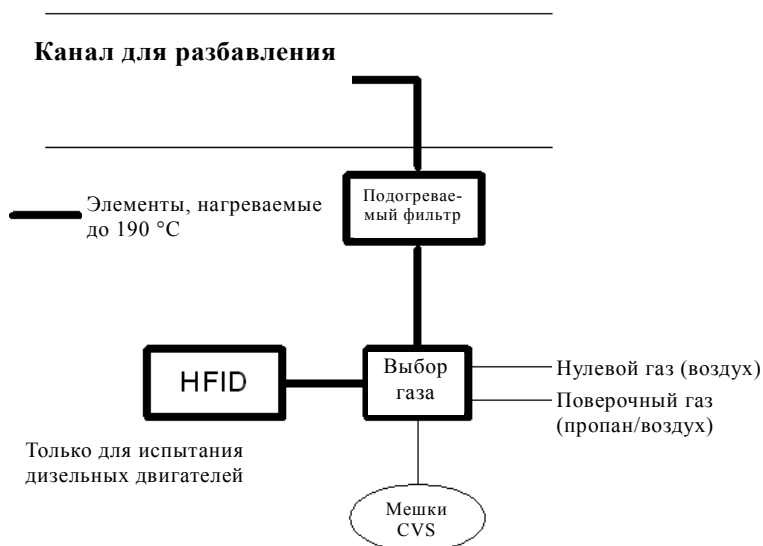 Канал для разбавления
Подогревае-
мый фильтр
Элементы, нагреваемые
до 190 °C
HFID
Выбор
газа
Нулевой газ (воздух)
Поверочный газ
(пропан/воздух)
Только для испытания
дизельных двигателей
Мешки
CVS